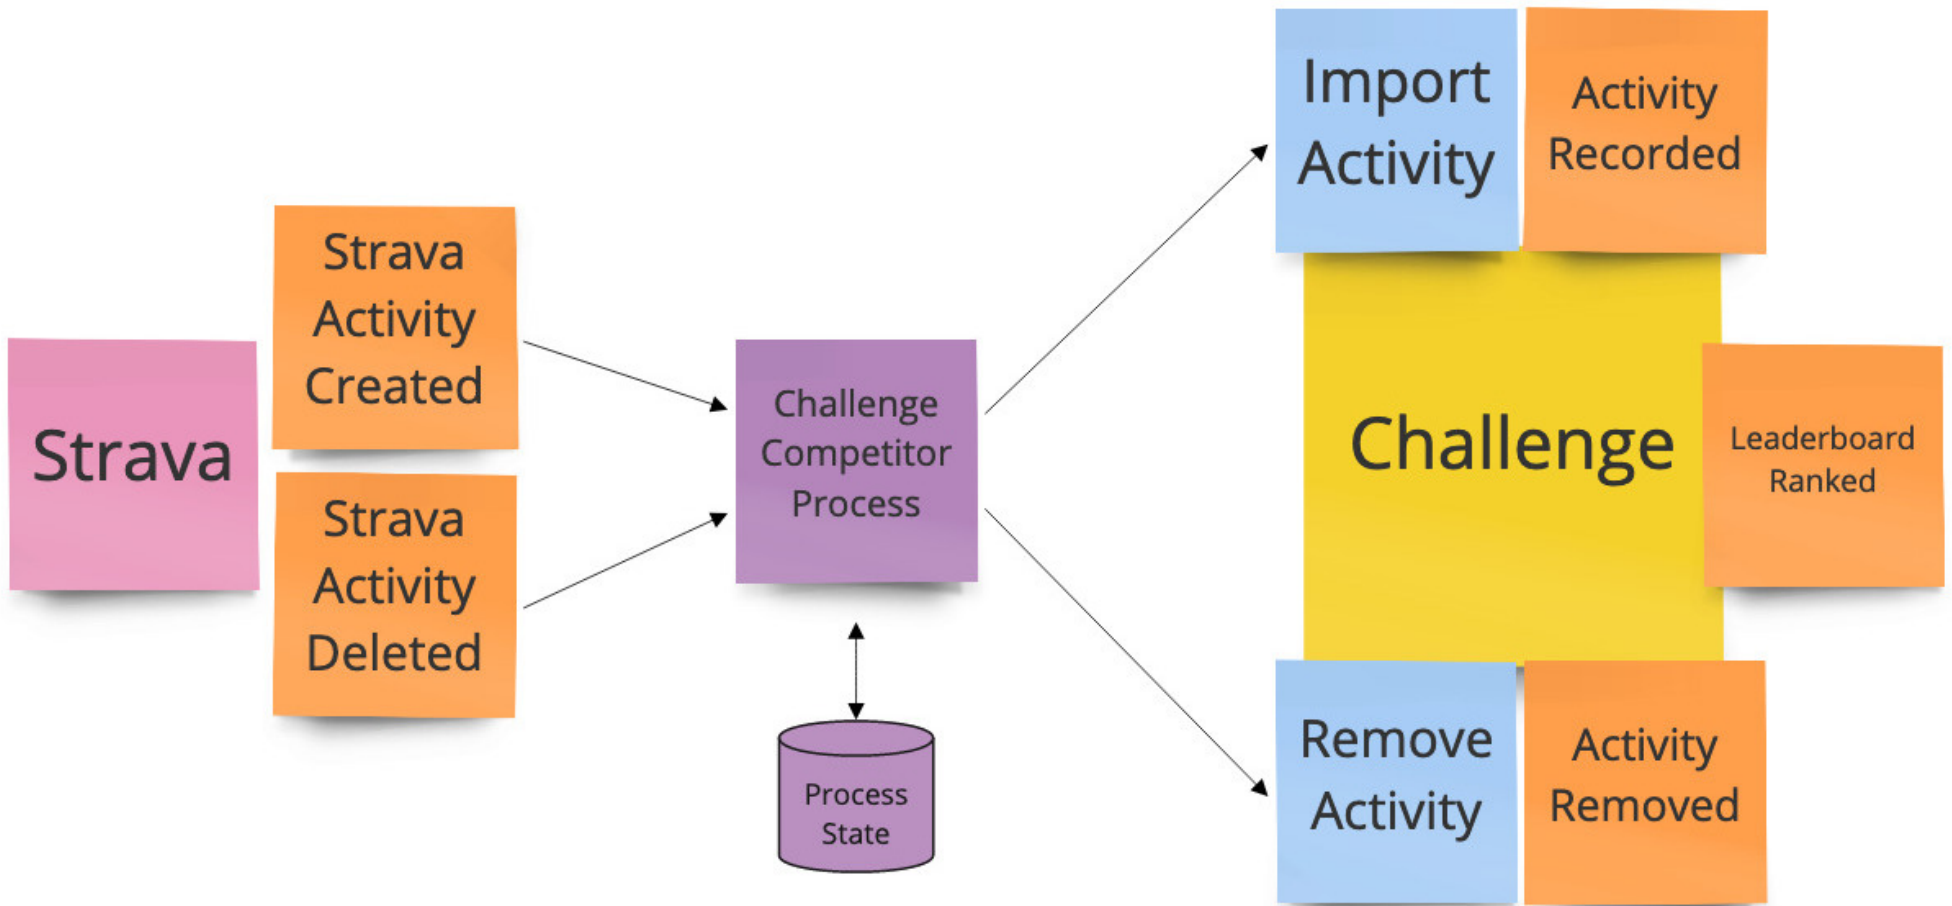 Strava
Strava
Activity
Created
Strava
Activity
Deleted
Challenge
Competitor
Process
Process
State
Import
Activity
Activity
Recorded
Challenge
Leaderboard
Ranked
Remove
Activity
Activity
Removed